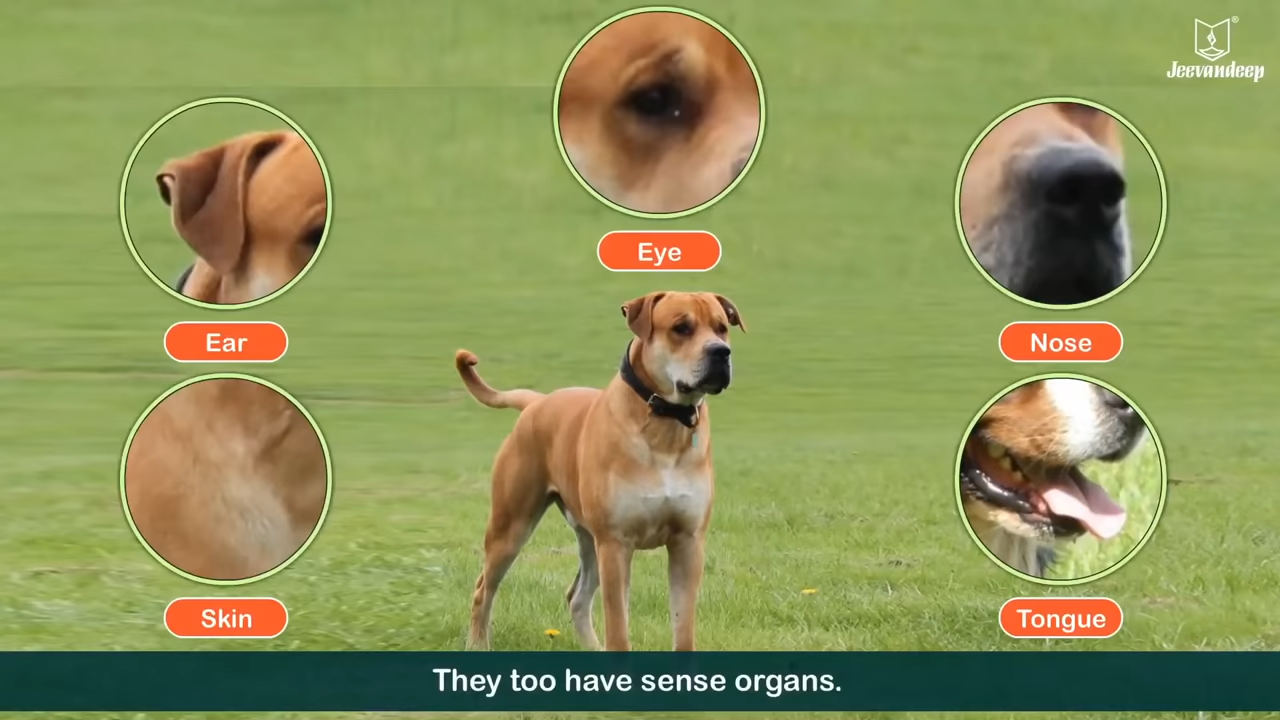 Jeevandeep®
Eye
Ear
Nose
Skin
Tongue
They too have sense organs.